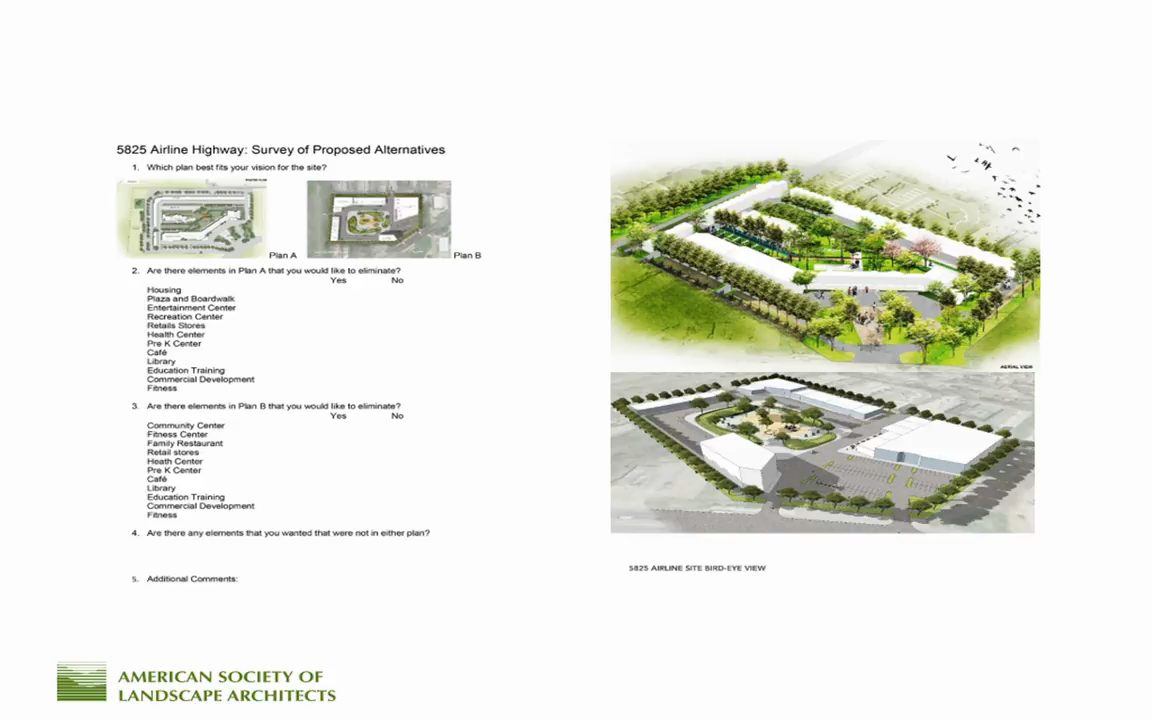 5825 Airline Highway: Survey of Proposed Alternatives
1. Which plan best fits your vision for the site?
Plan A
Plan B
2. Are there elements in Plan A that you would like to eliminate?
Yes No
Housing
Plaza and Boardwalk
Entertainment Center
Recreation Center
Retails Stores
Health Center
Pre K Center
Café
Library
Education Training
Commercial Development
Fitness
3. Are there elements in Plan B that you would like to eliminate?
Yes No
Community Center
Fitness Center
Family Restaurant
Retail stores
Heath Center
Pre K Center
Café
Library
Education Training
Commercial Development
Fitness
4. Are there any elements that you wanted that were not in either plan?
5. Additional Comments:
AERIAL VIEW
5825 AIRLINE SITE BIRD-EYE VIEW
AMERICAN SOCIETY OF
LANDSCAPE ARCHITECTS